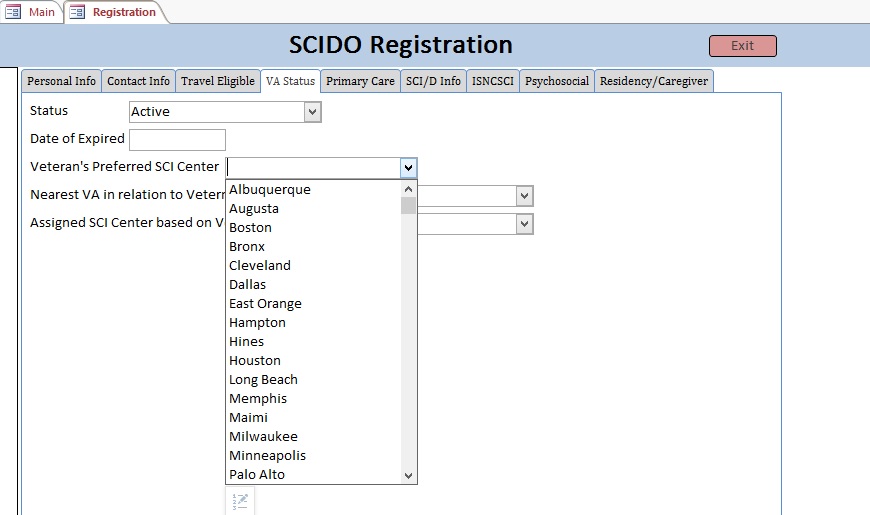 Main Registration
SCIDO Registration
Exit
Personal Info Contact Info Travel Eligible VA Status Primary Care SCI/D Info ISNCSCI Psychosocial Residency/Caregiver
Status Active
Date of Expired
Veteran's Preferred SCI Center
Nearest VA in relation to
Assigned SCI Center based on
Albuquerque
Augusta
Boston
Bronx
Cleveland
Dallas
East Orange
Hampton
Hines
Houston
Long Beach
Memphis
Maimi
Milwaukee
Minneapolis
Palo Alto